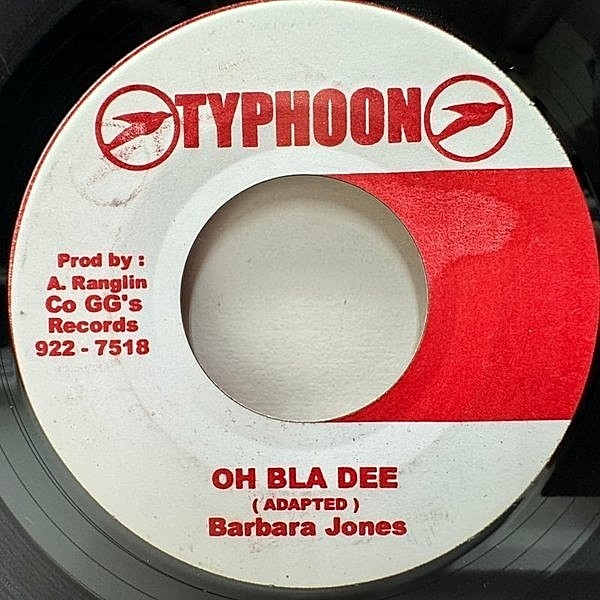 TYPHOON
Prod by :
A. Ranglin
Co GG's
Records
922 - 7518
OH BLA DEE
( ADAPTED )
Barbara Jones